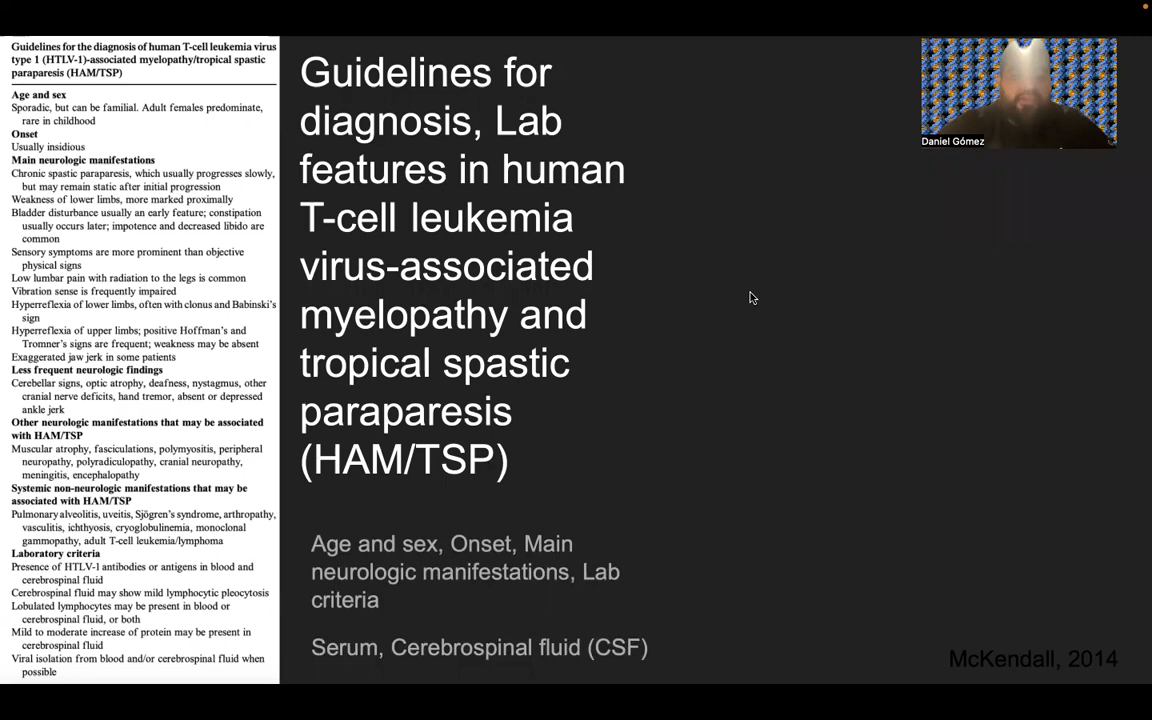 Guidelines for the diagnosis of human T-cell leukemia virus
type 1 (HTLV-1)-associated myelopathy/tropical spastic
paraparesis (HAM/TSP)
Age and sex
Sporadic, but can be familial. Adult females predominate,
rare in childhood
Onset
Usually insidious
Main neurologic manifestations
Chronic spastic paraparesis, which usually progresses slowly,
but may remain static after initial progression
Weakness of lower limbs, more marked proximally
Bladder disturbance usually an early feature; constipation
usually occurs later; impotence and decreased libido are
common
Sensory symptoms are more prominent than objective
physical signs
Low lumbar pain with radiation to the legs is common
Vibration sense is frequently impaired
Hyperreflexia of lower limbs, often with clonus and Babinski's
sign
Hyperreflexia of upper limbs; positive Hoffman's and
Tromner's signs are frequent; weakness may be absent
Exaggerated jaw jerk in some patients
Less frequent neurologic findings
Cerebellar signs, optic atrophy, deafness, nystagmus, other
cranial nerve deficits, hand tremor, absent or depressed
ankle jerk
Other neurologic manifestations that may be associated
with HAM/TSP
Muscular atrophy, fasciculations, polymyositis, peripheral
neuropathy, polyradiculopathy, cranial neuropathy,
meningitis, encephalopathy
Systemic non-neurologic manifestations that may be
associated with HAM/TSP
Pulmonary alveolitis, uveitis, Sjögren's syndrome, arthropathy,
vasculitis, ichthyosis, cryoglobulinemia, monoclonal
gammopathy, adult T-cell leukemia/lymphoma
Laboratory criteria
Presence of HTLV-1 antibodies or antigens in blood and
cerebrospinal fluid
Cerebrospinal fluid may show mild lymphocytic pleocytosis
Lobulated lymphocytes may be present in blood or
cerebrospinal fluid, or both
Mild to moderate increase of protein may be present in
cerebrospinal fluid
Viral isolation from blood and/or cerebrospinal fluid when
possible
Guidelines for
diagnosis, Lab
features in human
T-cell leukemia
virus-associated
myelopathy and
tropical spastic
paraparesis
(HAM/TSP)
Age and sex, Onset, Main
neurologic manifestations, Lab
criteria
Serum, Cerebrospinal fluid (CSF)
Daniel Gómez
McKendall, 2014